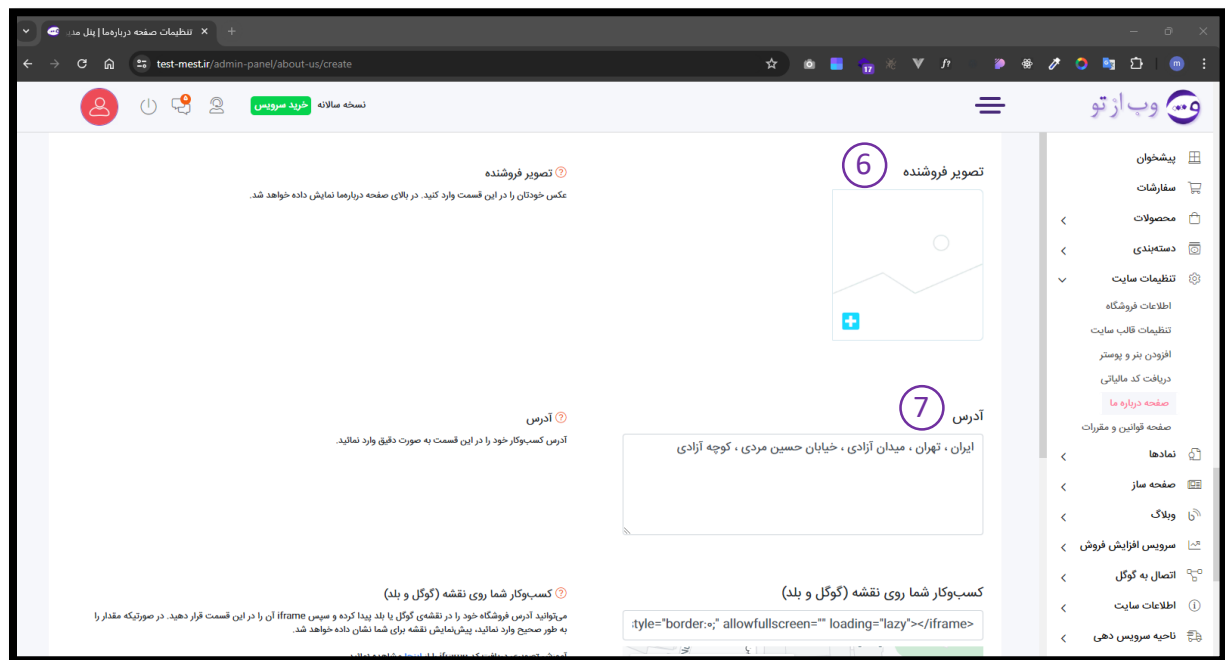 تنظیمات صفحه دربارهما | پنل مدیر
test-mest.ir/admin-panel/about-us/create
17
m
وب از تو
نسخه سالانه
خرید سرویس
پیشخوان
سفارشات
محصولات
دسته‌بندی
تنظیمات سایت
اطلاعات فروشگاه
تنظیمات قالب سایت
افزودن بنر و پوستر
دریافت کد مالیاتی
صفحه درباره ما
صفحه قوانین و مقررات
نمادها
صفحه ساز
وبلاگ
سرویس افزایش فروش
اتصال به گوگل
اطلاعات سایت
ناحیه سرویس دهی
تصویر فروشنده
6
تصویر فروشنده
عکس خودتان را در این قسمت وارد کنید. در بالای صفحه درباره‌ما نمایش داده خواهد شد.
آدرس
7
ایران ، تهران ، میدان آزادی ، خیابان حسین مردی ، کوچه آزادی
آدرس
آدرس کسب‌وکار خود را در این قسمت به صورت دقیق وارد نمائید.
کسب‌وکار شما روی نقشه (گوگل و بلد)
:tyle="border:۰;" allowfullscreen="" loading="lazy"></iframe>
کسب‌وکار شما روی نقشه (گوگل و بلد)
می‌توانید آدرس فروشگاه خود را در نقشه‌ی گوگل یا بلد پیدا کرده و سپس iframe آن را در این قسمت قرار دهید. در صورتیکه مقدار را
به طور صحیح وارد نمائید، پیش‌نمایش نقشه برای شما نشان داده خواهد شد.